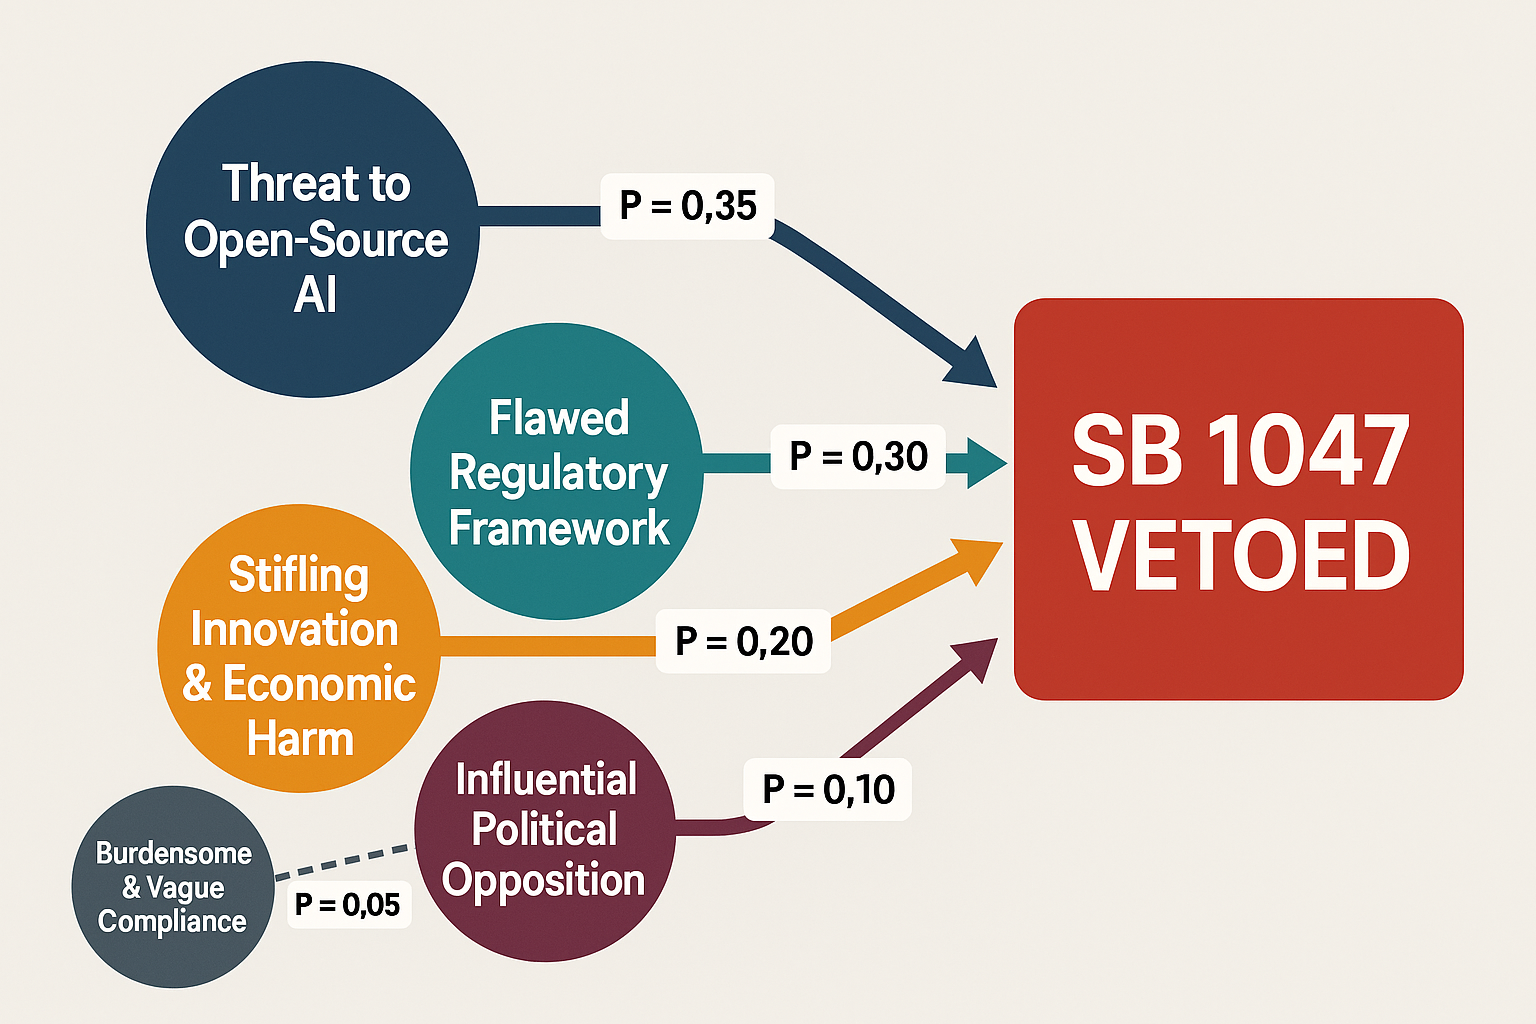 Threat to
Open-Source
AI
P = 0,35
Flawed
Regulatory
Framework
P = 0,30
SB 1047
VETOED
Stifling
Innovation
& Economic
Harm
P = 0,20
Influential
Political
Opposition
P = 0,10
Burdensome
& Vague
Compliance
P = 0,05